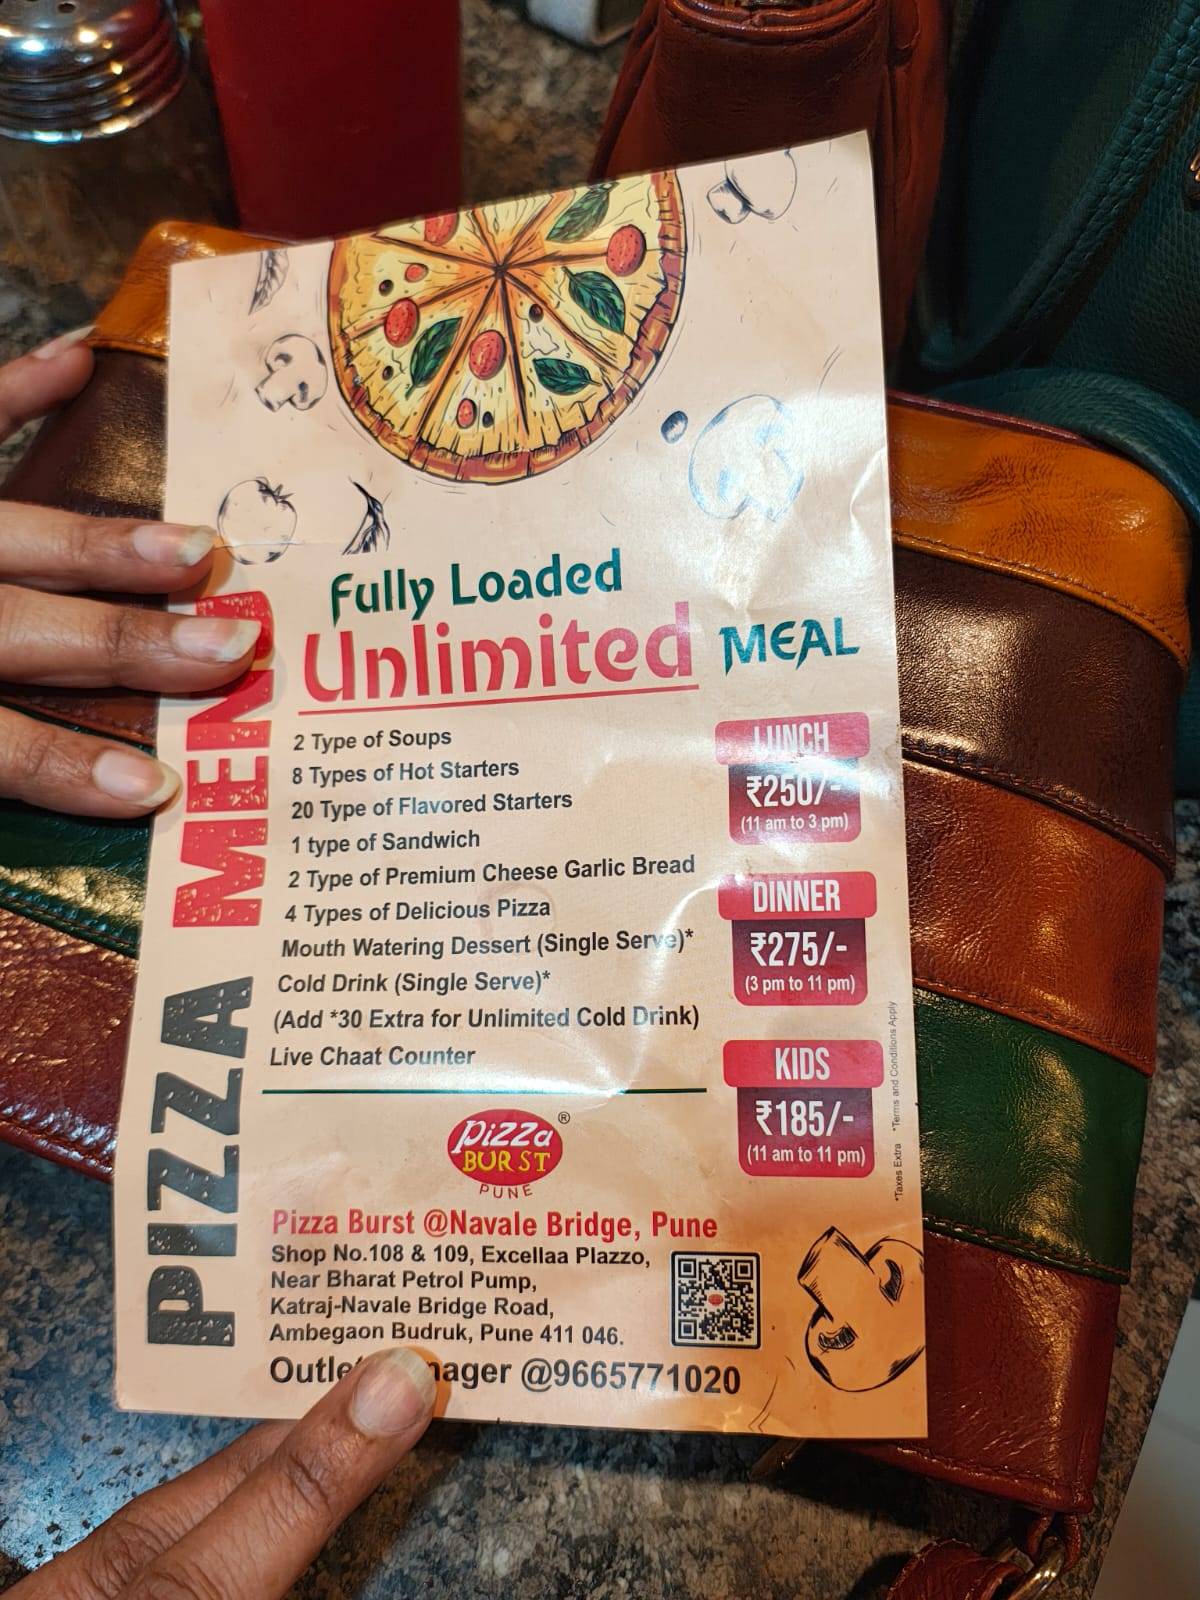 Fully Loaded
Unlimited MEAL
PIZZA MENU
2 Type of Soups
8 Types of Hot Starters
20 Type of Flavored Starters
1 type of Sandwich
2 Type of Premium Cheese Garlic Bread
4 Types of Delicious Pizza
Mouth Watering Dessert (Single Serve)*
Cold Drink (Single Serve)*
(Add *30 Extra for Unlimited Cold Drink)
Live Chaat Counter
LUNCH
₹250/-
(11 am to 3 pm)
DINNER
₹275/-
(3 pm to 11 pm)
KIDS
₹185/-
(11 am to 11 pm)
*Taxes Extra *Terms and Conditions Apply
PiZZa ®
BURST
PUNE
Pizza Burst @Navale Bridge, Pune
Shop No.108 & 109, Excellaa Plazzo,
Near Bharat Petrol Pump,
Katraj-Navale Bridge Road,
Ambegaon Budruk, Pune 411 046.
@9665771020